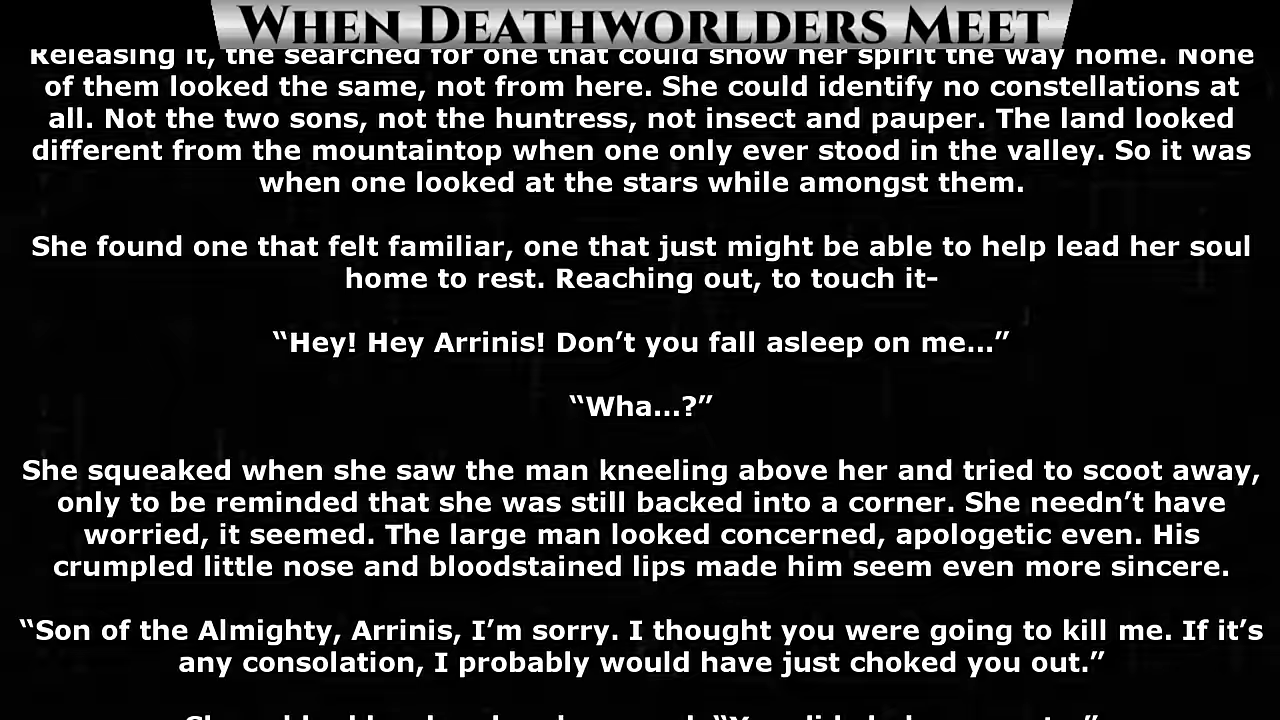 When Deathworlders Meet
Releasing it, the searched for one that could show her spirit the way home. None
of them looked the same, not from here. She could identify no constellations at
all. Not the two sons, not the huntress, not insect and pauper. The land looked
different from the mountaintop when one only ever stood in the valley. So it was
when one looked at the stars while amongst them.
She found one that felt familiar, one that just might be able to help lead her soul
home to rest. Reaching out, to touch it-
“Hey! Hey Arrinis! Don’t you fall asleep on me…”
“Wha…?”
She squeaked when she saw the man kneeling above her and tried to scoot away,
only to be reminded that she was still backed into a corner. She needn’t have
worried, it seemed. The large man looked concerned, apologetic even. His
crumpled little nose and bloodstained lips made him seem even more sincere.
“Son of the Almighty, Arrinis, I’m sorry. I thought you were going to kill me. If it’s
any consolation, I probably would have just choked you out.”